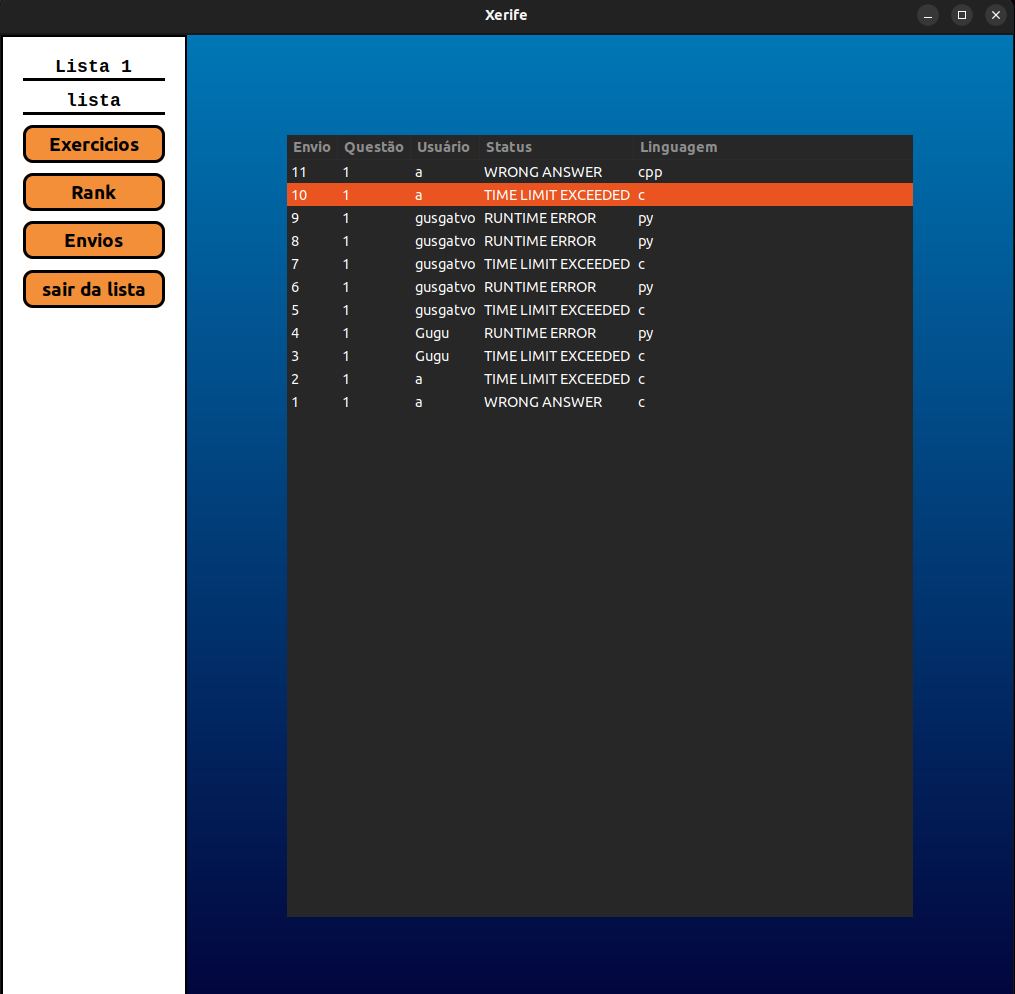 Xerife
Lista 1
lista
Exercicios
Rank
Envios
sair da lista
Envio Questão Usuário Status Linguagem
11 1 a WRONG ANSWER cpp
10 1 a TIME LIMIT EXCEEDED c
9 1 gusgatvo RUNTIME ERROR py
8 1 gusgatvo RUNTIME ERROR py
7 1 gusgatvo TIME LIMIT EXCEEDED c
6 1 gusgatvo RUNTIME ERROR py
5 1 gusgatvo TIME LIMIT EXCEEDED c
4 1 Gugu RUNTIME ERROR py
3 1 Gugu TIME LIMIT EXCEEDED c
2 1 a TIME LIMIT EXCEEDED c
1 1 a WRONG ANSWER c